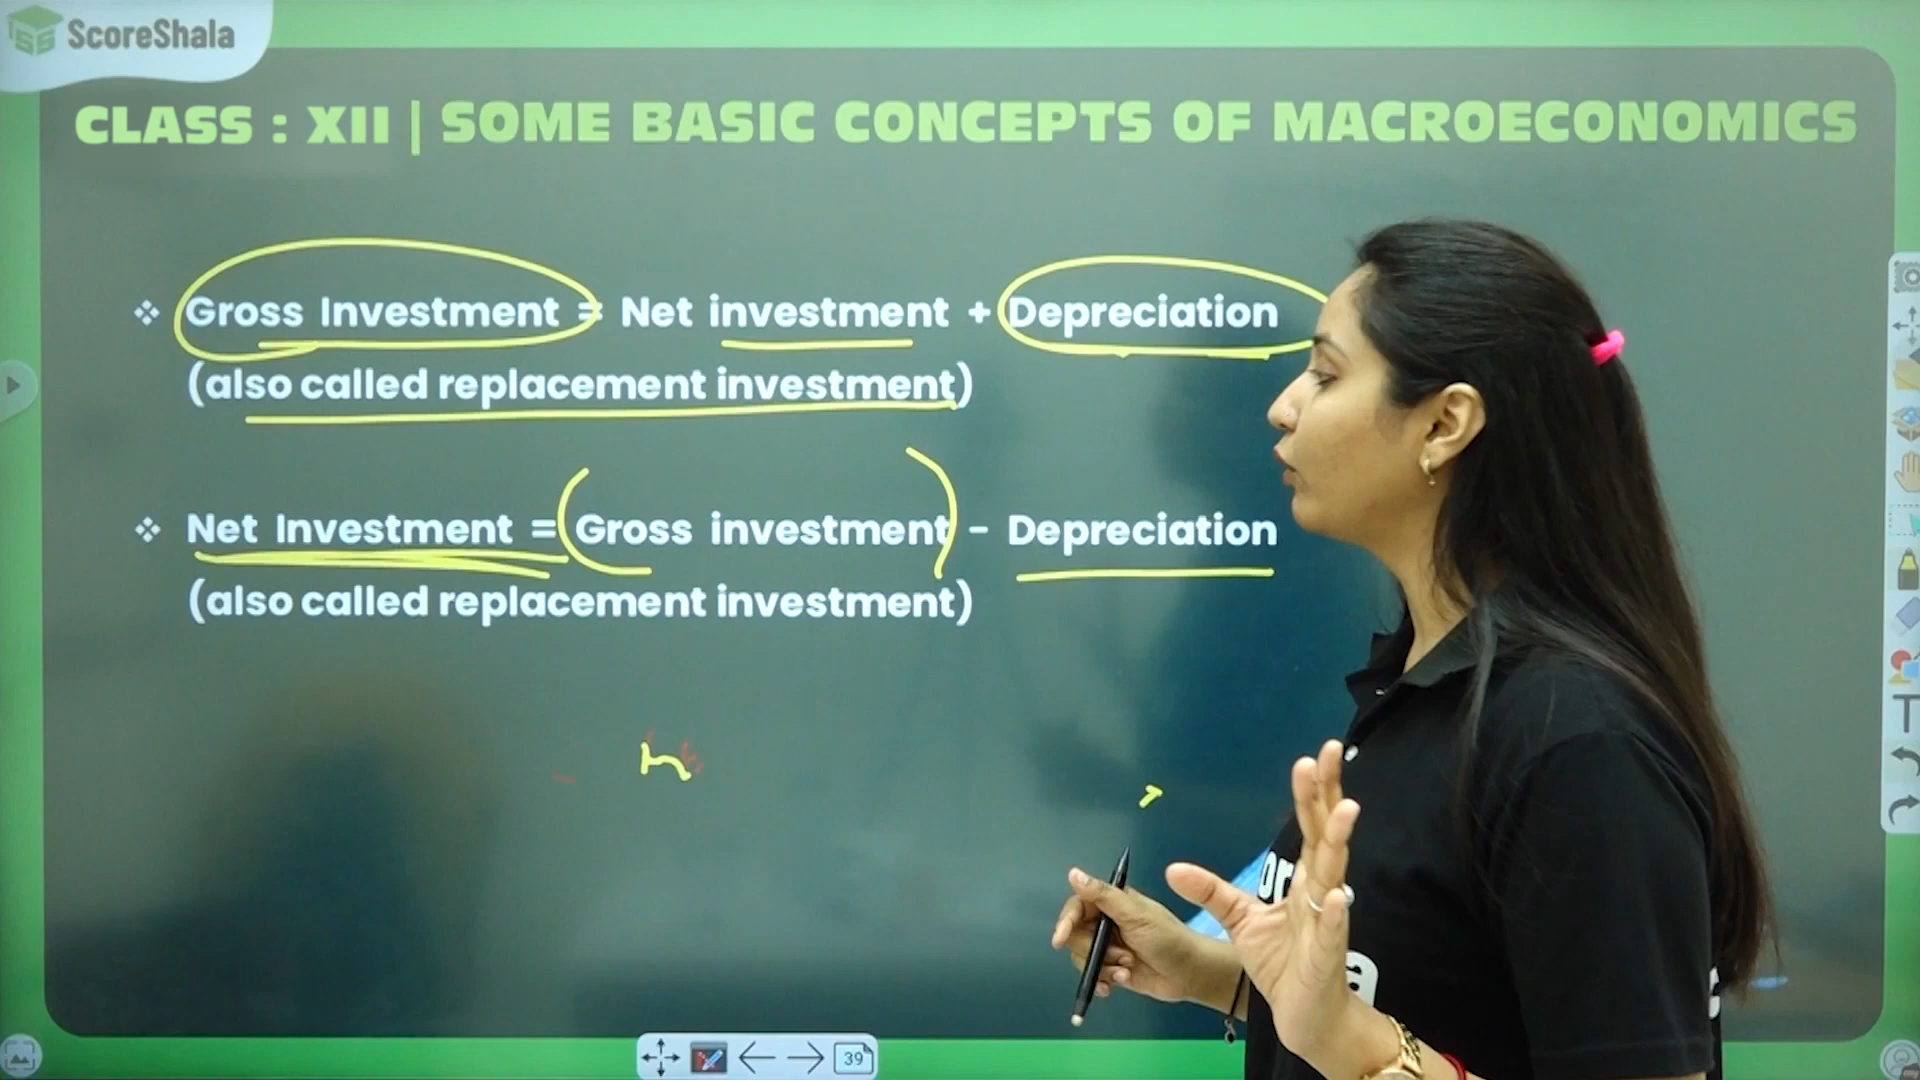 ScoreShala
CLASS : XII | SOME BASIC CONCEPTS OF MACROECONOMICS
❖ Gross Investment = Net investment + Depreciation
(also called replacement investment)
❖ Net Investment = Gross investment - Depreciation
(also called replacement investment)
39